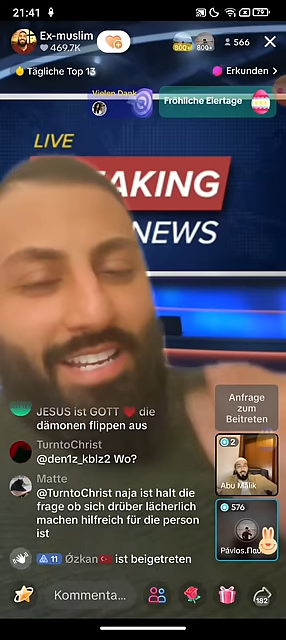 21:41
79
Ex-muslim
469.7K
800+
800+
566
Tägliche Top 13
Erkunden >
Vielen Dank
Fröhliche Eiertage
LIVE
AKING
NEWS
JESUS ist GOTT ❤️ die
dämonen flippen aus
TurntoChrist
@den1z_kblz2 Wo?
Matte
@TurntoChrist naja ist halt die
frage ob sich drüber lächerlich
machen hilfreich für die person
ist
11 Özkan🇹🇷 ist beigetreten
Anfrage
zum
Beitreten
2
Abu Malik
576
Pávlos.Παύ
Kommenta...
182